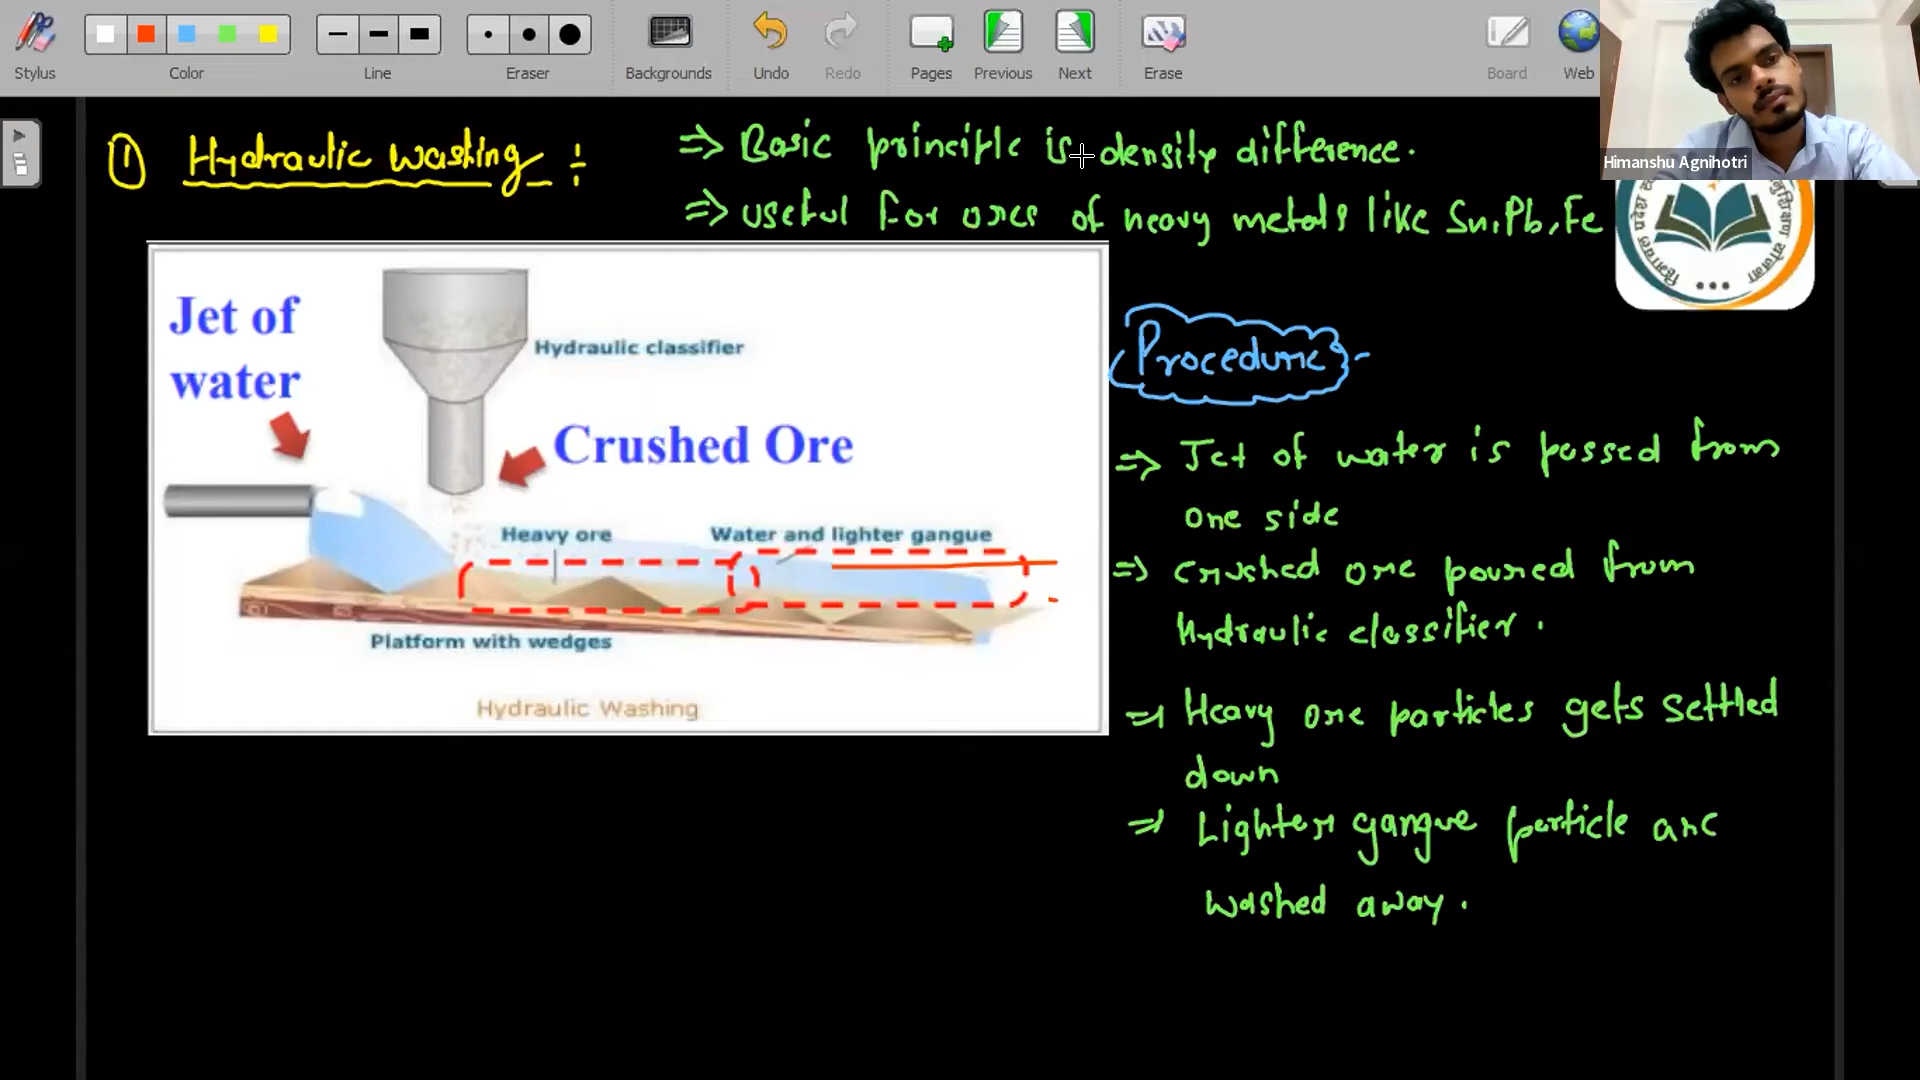 Stylus
Color
Line
Eraser
Backgrounds
Undo
Redo
Pages
Previous
Next
Erase
Board
Web
Himanshu Agnihotri
① Hydraulic washing :-
⇒ Basic principle is density difference.
⇒ useful for ores of heavy metals like Sn, Pb, Fe
Jet of
water
Hydraulic classifier
Crushed Ore
Heavy ore
Water and lighter gangue
Platform with wedges
Hydraulic Washing
Procedure -
⇒ Jet of water is passed from
one side
⇒ crushed ore poured from
Hydraulic classifier.
⇒ Heavy ore particles gets settled
down
⇒ Lighter gangue particle are
washed away.